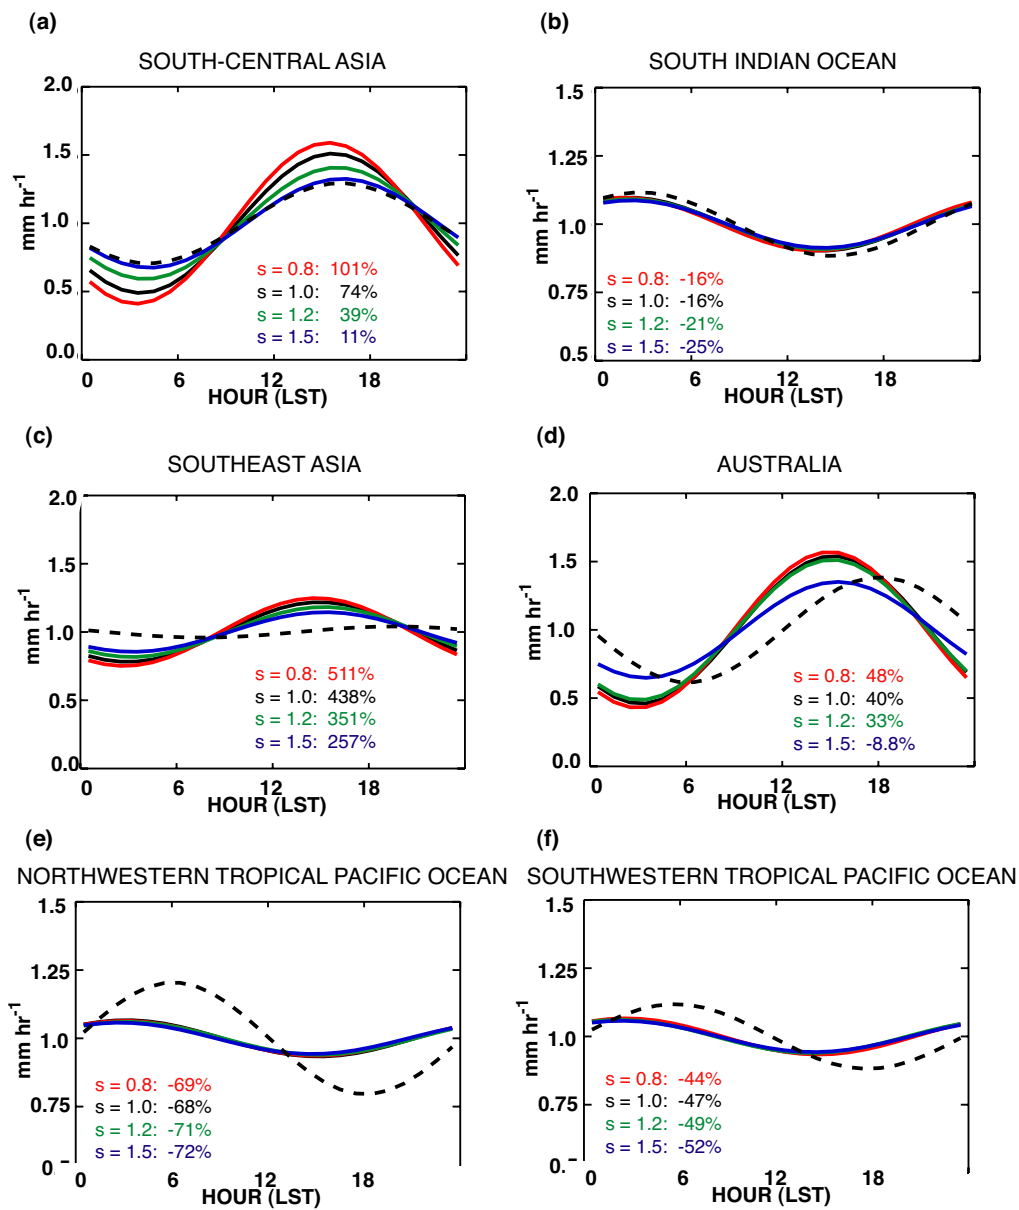 (a)
SOUTH-CENTRAL ASIA
2.0
1.5
1.0
0.5
0.0
mm hr-1
s = 0.8: 101%
s = 1.0: 74%
s = 1.2: 39%
s = 1.5: 11%
0 6 12 18
HOUR (LST)
(b)
SOUTH INDIAN OCEAN
1.5
1.25
1.0
0.75
0.5
mm hr-1
s = 0.8: -16%
s = 1.0: -16%
s = 1.2: -21%
s = 1.5: -25%
0 6 12 18
HOUR (LST)
(c)
SOUTHEAST ASIA
2.0
1.5
1.0
0.5
0.0
mm hr-1
s = 0.8: 511%
s = 1.0: 438%
s = 1.2: 351%
s = 1.5: 257%
0 6 12 18
HOUR (LST)
(d)
AUSTRALIA
2.0
1.5
1.0
0.5
0.0
mm hr-1
s = 0.8: 48%
s = 1.0: 40%
s = 1.2: 33%
s = 1.5: -8.8%
0 6 12 18
HOUR (LST)
(e)
NORTHWESTERN TROPICAL PACIFIC OCEAN
1.5
1.25
1.0
0.75
0.
mm hr-1
s = 0.8: -69%
s = 1.0: -68%
s = 1.2: -71%
s = 1.5: -72%
0 6 12 18
HOUR (LST)
(f)
SOUTHWESTERN TROPICAL PACIFIC OCEAN
1.5
1.25
1.0
0.75
0.
mm hr-1
s = 0.8: -44%
s = 1.0: -47%
s = 1.2: -49%
s = 1.5: -52%
0 6 12 18
HOUR (LST)